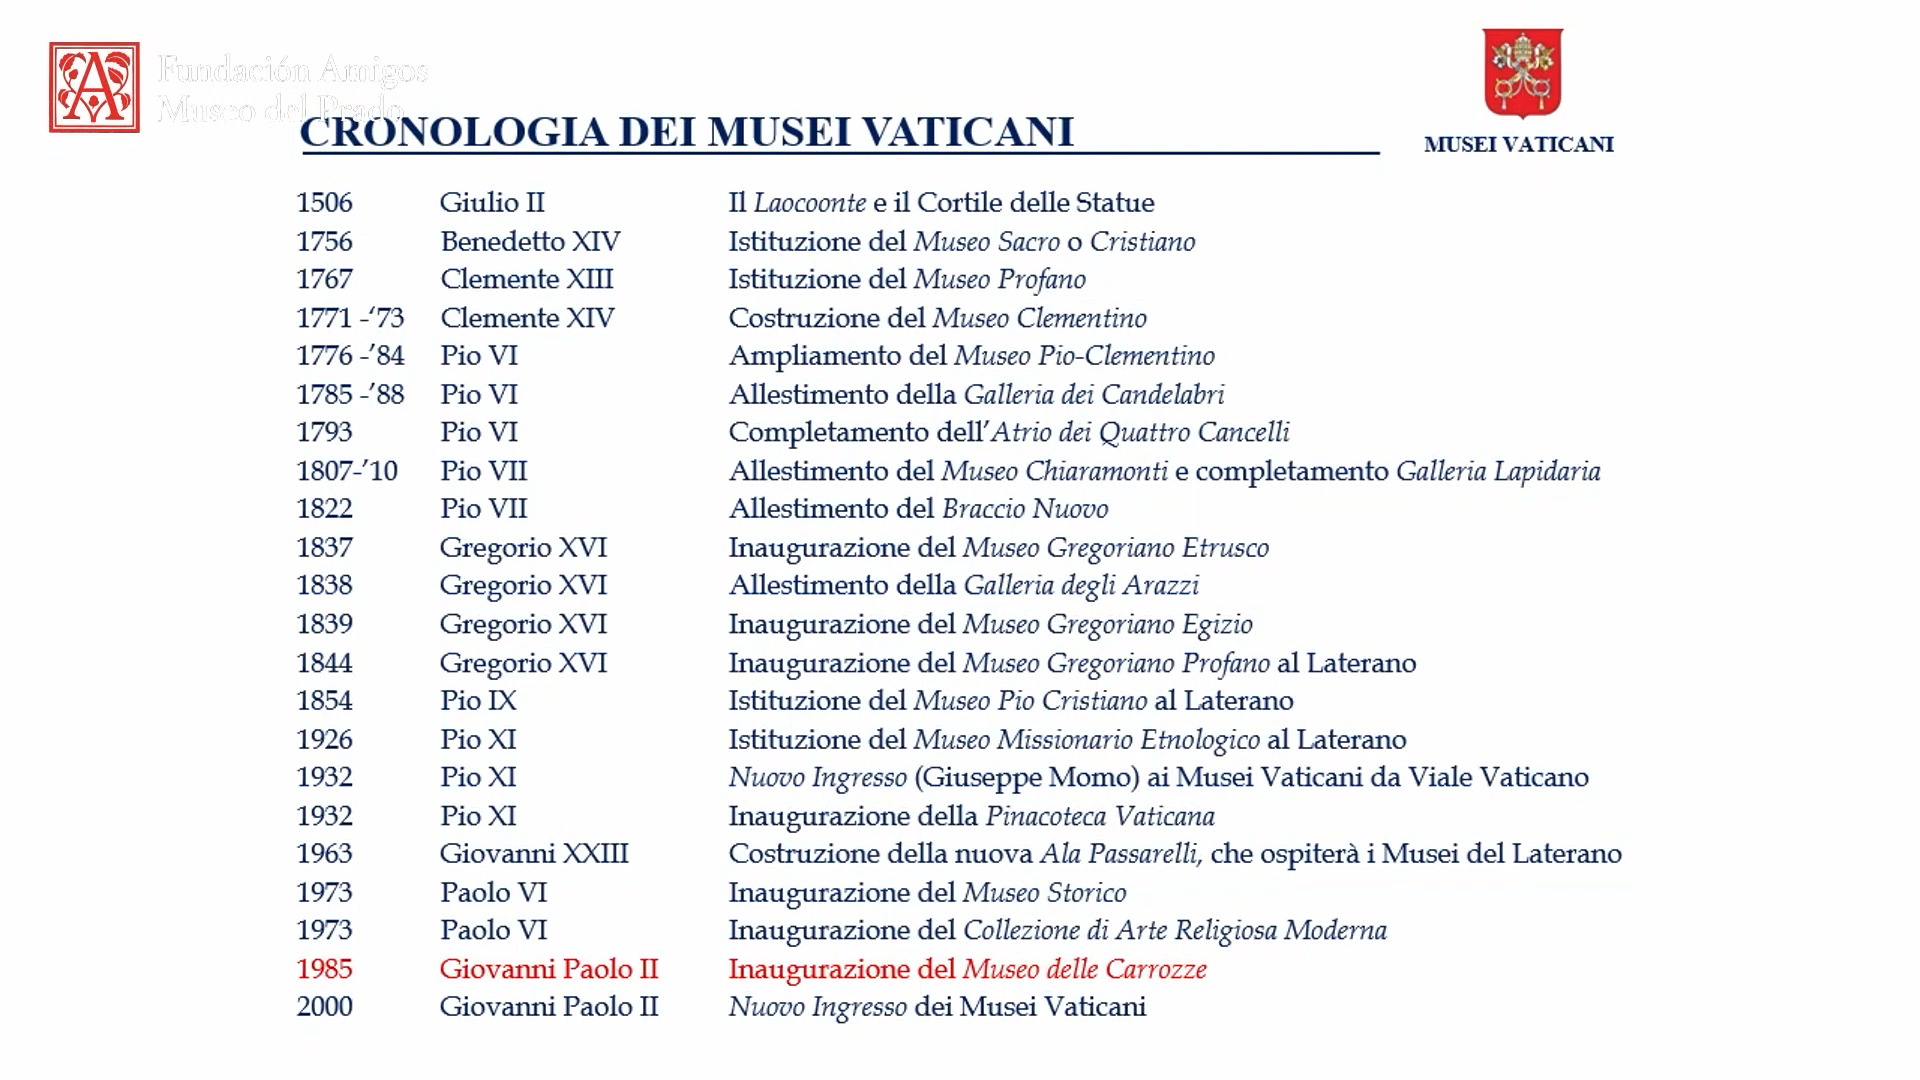 Fundación Amigos
Museo del Prado
CRONOLOGIA DEI MUSEI VATICANI
MUSEI VATICANI
1506 Giulio II Il Laocoonte e il Cortile delle Statue
1756 Benedetto XIV Istituzione del Museo Sacro o Cristiano
1767 Clemente XIII Istituzione del Museo Profano
1771 -‘73 Clemente XIV Costruzione del Museo Clementino
1776 -’84 Pio VI Ampliamento del Museo Pio-Clementino
1785 -’88 Pio VI Allestimento della Galleria dei Candelabri
1793 Pio VI Completamento dell’Atrio dei Quattro Cancelli
1807-’10 Pio VII Allestimento del Museo Chiaramonti e completamento Galleria Lapidaria
1822 Pio VII Allestimento del Braccio Nuovo
1837 Gregorio XVI Inaugurazione del Museo Gregoriano Etrusco
1838 Gregorio XVI Allestimento della Galleria degli Arazzi
1839 Gregorio XVI Inaugurazione del Museo Gregoriano Egizio
1844 Gregorio XVI Inaugurazione del Museo Gregoriano Profano al Laterano
1854 Pio IX Istituzione del Museo Pio Cristiano al Laterano
1926 Pio XI Istituzione del Museo Missionario Etnologico al Laterano
1932 Pio XI Nuovo Ingresso (Giuseppe Momo) ai Musei Vaticani da Viale Vaticano
1932 Pio XI Inaugurazione della Pinacoteca Vaticana
1963 Giovanni XXIII Costruzione della nuova Ala Passarelli, che ospiterà i Musei del Laterano
1973 Paolo VI Inaugurazione del Museo Storico
1973 Paolo VI Inaugurazione del Collezione di Arte Religiosa Moderna
1985 Giovanni Paolo II Inaugurazione del Museo delle Carrozze
2000 Giovanni Paolo II Nuovo Ingresso dei Musei Vaticani